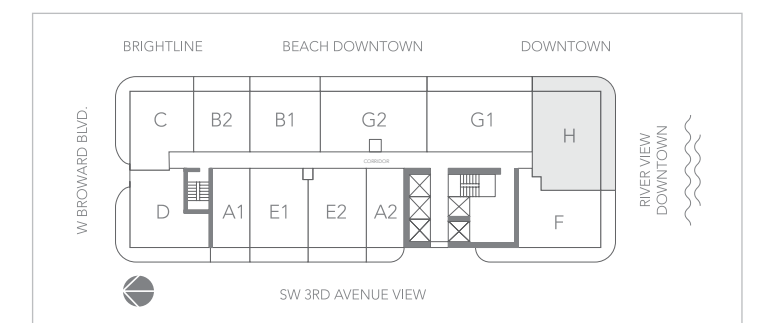 BRIGHTLINE BEACH DOWNTOWN DOWNTOWN
W BROWARD BLVD.
C B2 B1 G2 G1
H
RIVER VIEW
DOWNTOWN
CORRIDOR
D A1 E1 E2 A2 F
SW 3RD AVENUE VIEW